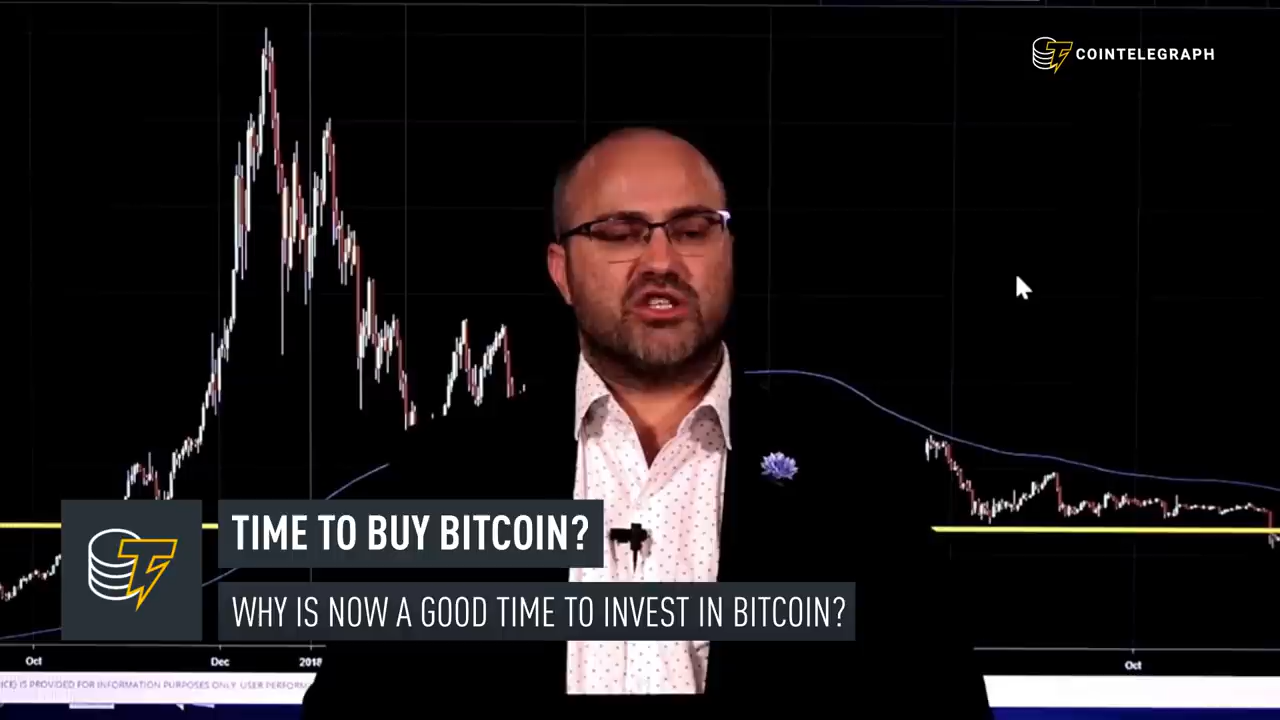 COINTELEGRAPH
TIME TO BUY BITCOIN?
WHY IS NOW A GOOD TIME TO INVEST IN BITCOIN?
Oct
Dec
2018
Oct
ICE) IS PROVIDED FOR INFORMATION PURPOSES ONLY. USER PERFORM